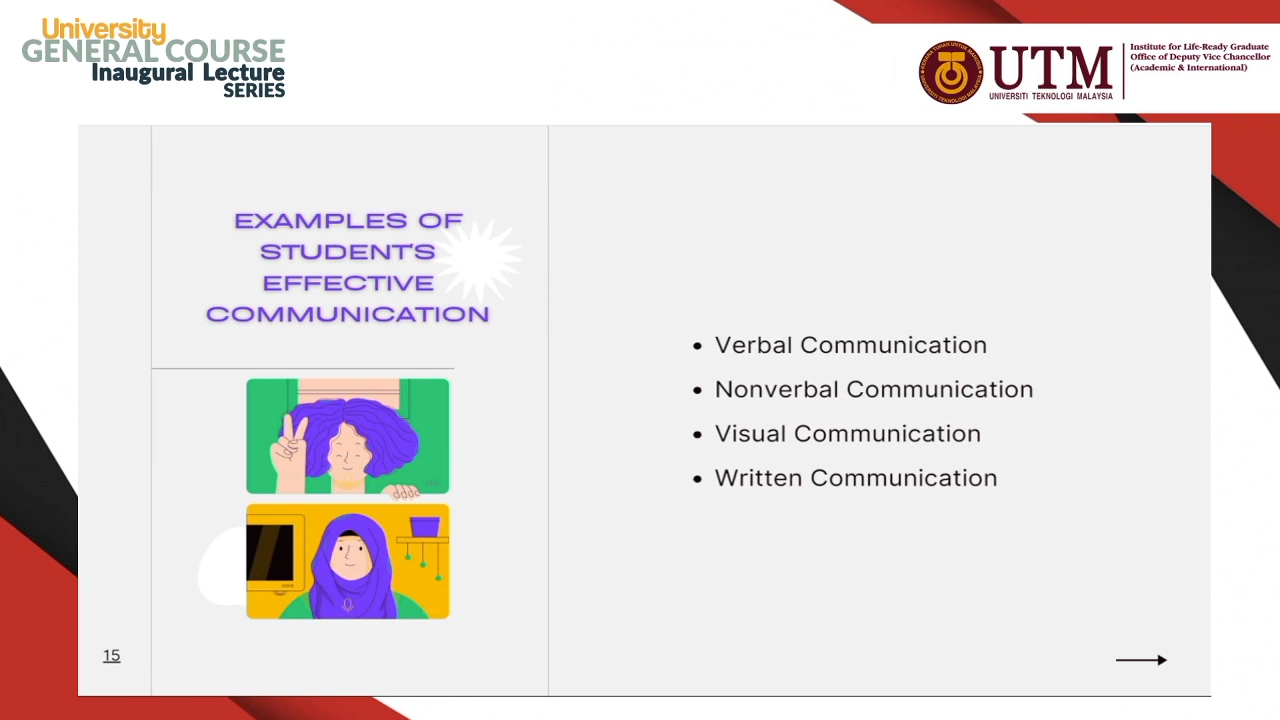 University
GENERAL COURSE
Inaugural Lecture
SERIES
UTM
UNIVERSITI TEKNOLOGI MALAYSIA
Institute for Life-Ready Graduate
Office of Deputy Vice Chancellor
(Academic & International)
EXAMPLES OF
STUDENT'S
EFFECTIVE
COMMUNICATION
• Verbal Communication
• Nonverbal Communication
• Visual Communication
• Written Communication
15